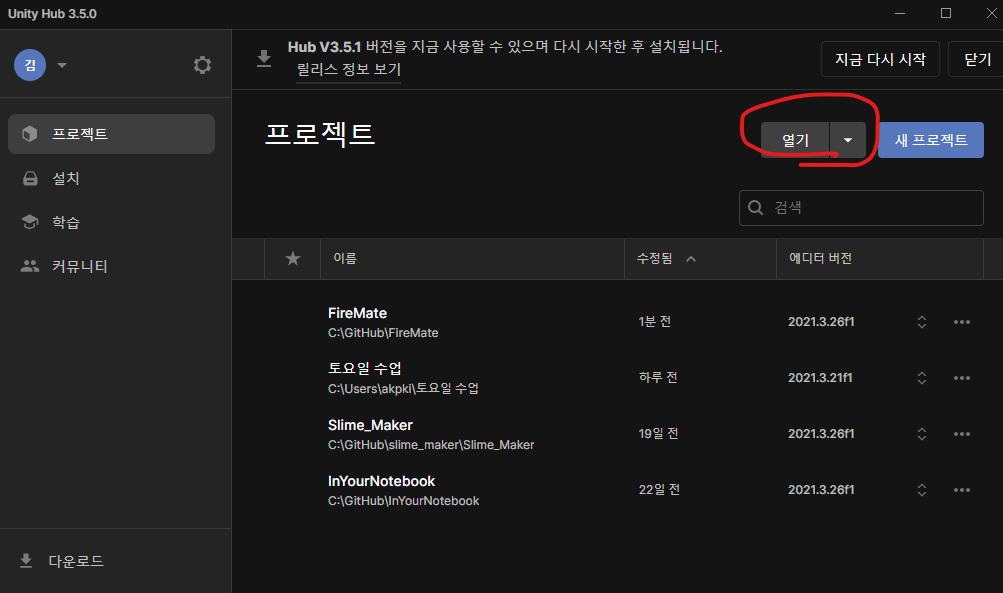 Unity Hub 3.5.0
김
Hub V3.5.1 버전을 지금 사용할 수 있으며 다시 시작한 후 설치됩니다.
릴리스 정보 보기
지금 다시 시작
닫기
프로젝트
설치
학습
커뮤니티
다운로드
프로젝트
열기
새 프로젝트
검색
이름
수정됨
에디터 버전
FireMate
C:\GitHub\FireMate
1분 전
2021.3.26f1
토요일 수업
C:\Users\akpki\토요일 수업
하루 전
2021.3.21f1
Slime_Maker
C:\GitHub\slime_maker\Slime_Maker
19일 전
2021.3.26f1
InYourNotebook
C:\GitHub\InYourNotebook
22일 전
2021.3.26f1